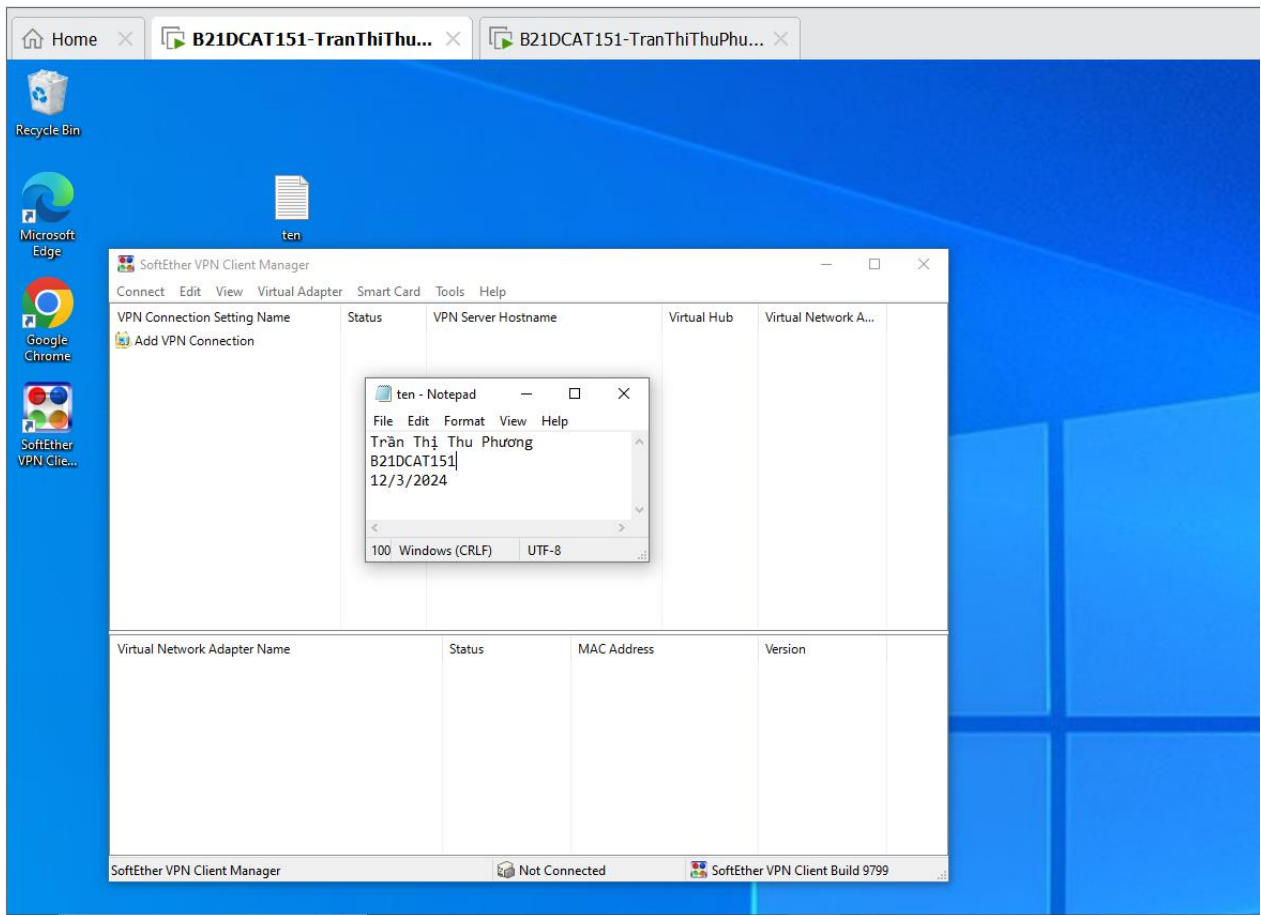 Home
B21DCAT151-TranThiThu...
B21DCAT151-TranThiThuPhu...
Recycle Bin
Microsoft
Edge
ten
Google
Chrome
SoftEther
VPN Clie...
SoftEther VPN Client Manager
Connect Edit View Virtual Adapter Smart Card Tools Help
VPN Connection Setting Name Status VPN Server Hostname Virtual Hub Virtual Network A...
Add VPN Connection
ten - Notepad
File Edit Format View Help
Trần Thị Thu Phương
B21DCAT151
12/3/2024
100 Windows (CRLF) UTF-8
Virtual Network Adapter Name Status MAC Address Version
SoftEther VPN Client Manager Not Connected SoftEther VPN Client Build 9799